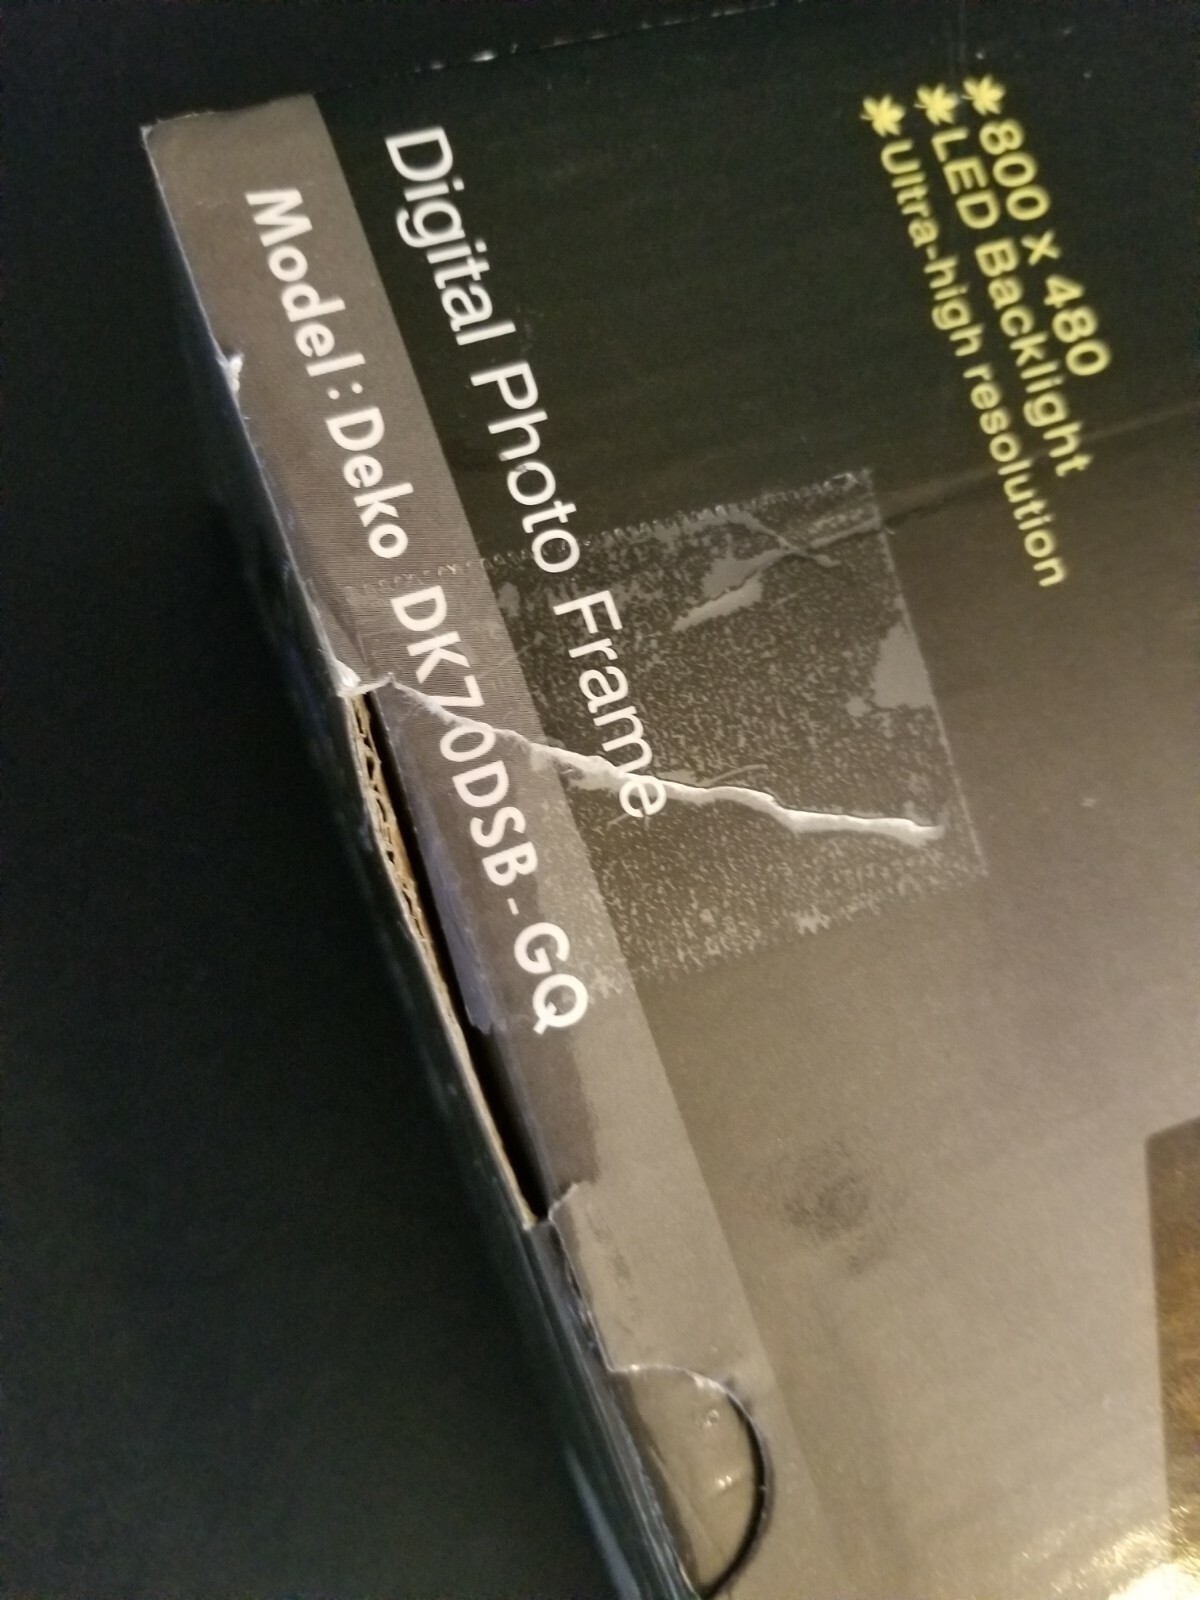 800 x 480
LED Backlight
Ultra-high resolution
Digital Photo Frame
Model:Deko DK70DSB-GQ